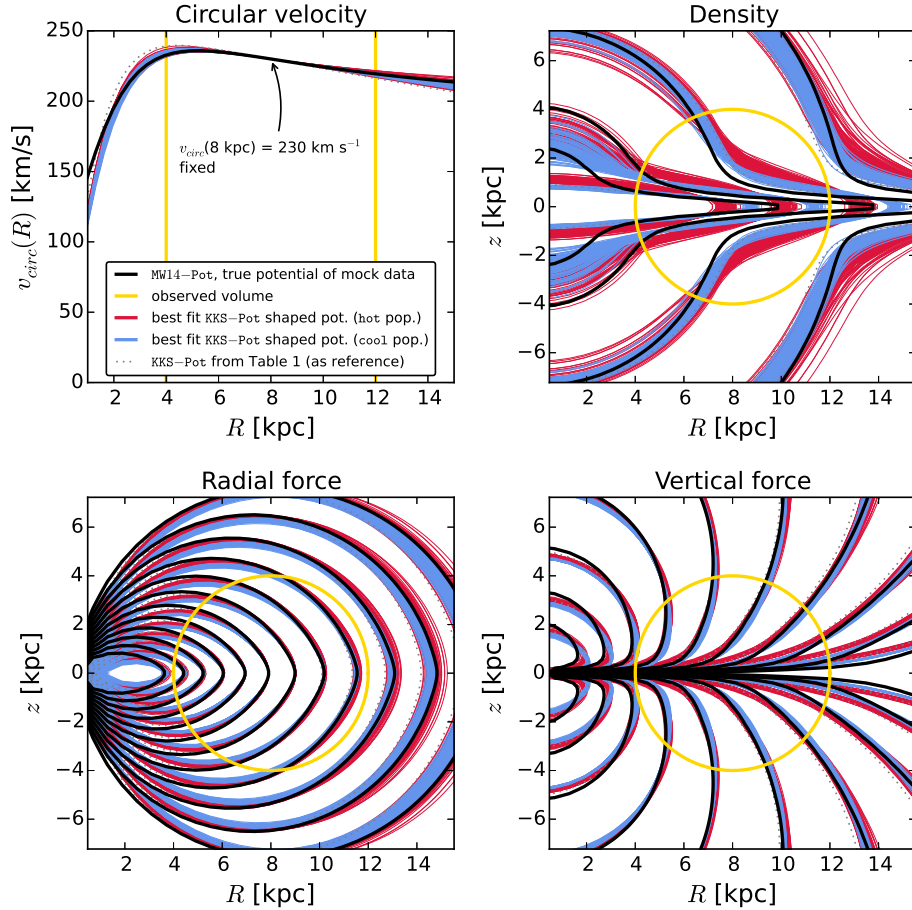 Circular velocity
250
200
150
100
50
0
v_circ(R) [km/s]
v_circ(8 kpc) = 230 km s⁻¹
fixed
MW14-Pot, true potential of mock data
observed volume
best fit KKS-Pot shaped pot. (hot pop.)
best fit KKS-Pot shaped pot. (cool pop.)
KKS-Pot from Table 1 (as reference)
2 4 6 8 10 12 14
R [kpc]
Density
6
4
2
0
−2
−4
−6
z [kpc]
2 4 6 8 10 12 14
R [kpc]
Radial force
6
4
2
0
−2
−4
−6
z [kpc]
2 4 6 8 10 12 14
R [kpc]
Vertical force
6
4
2
0
−2
−4
−6
z [kpc]
2 4 6 8 10 12 14
R [kpc]